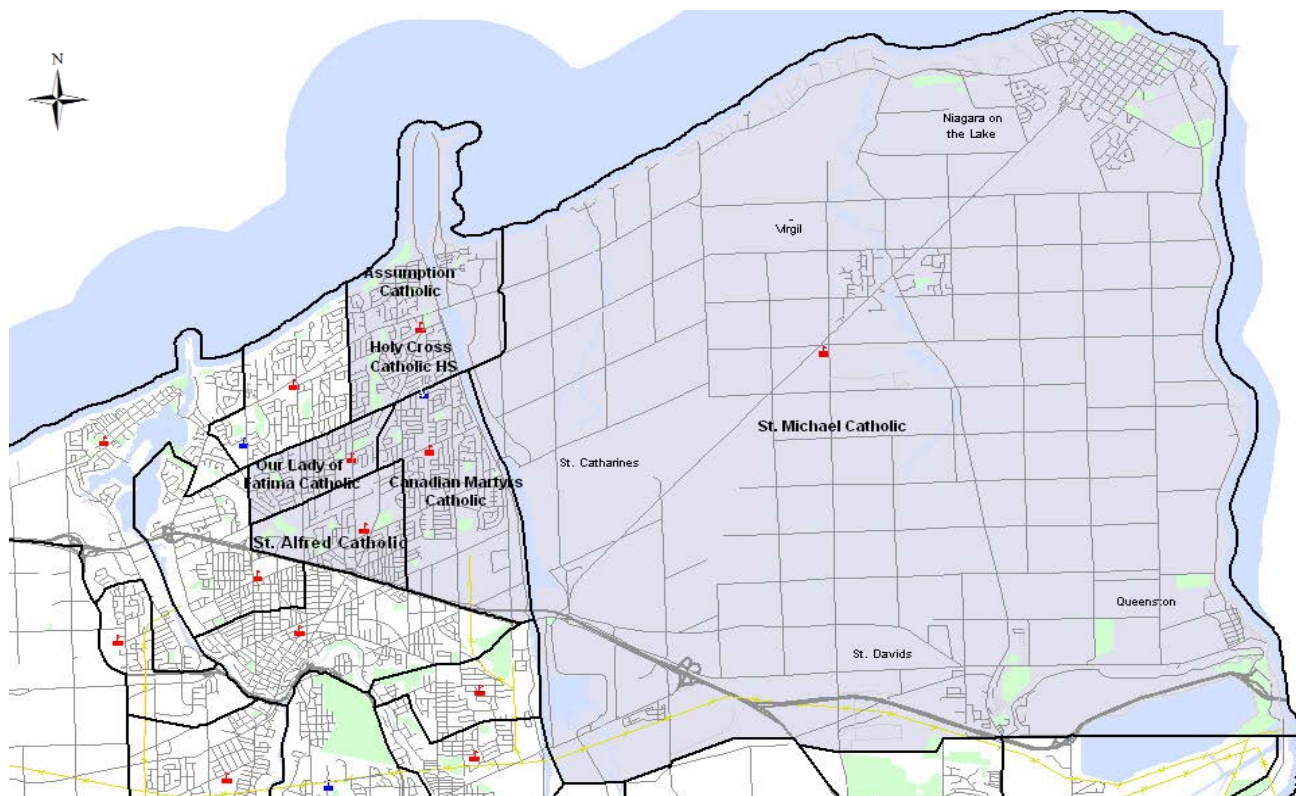 N
Niagara on
the Lake
Virgil
Assumption
Catholic
Holy Cross
Catholic HS
St. Michael Catholic
St. Catharines
Our Lady of
Fatima Catholic
Canadian Martyrs
Catholic
St. Alfred Catholic
Queenston
St. Davids